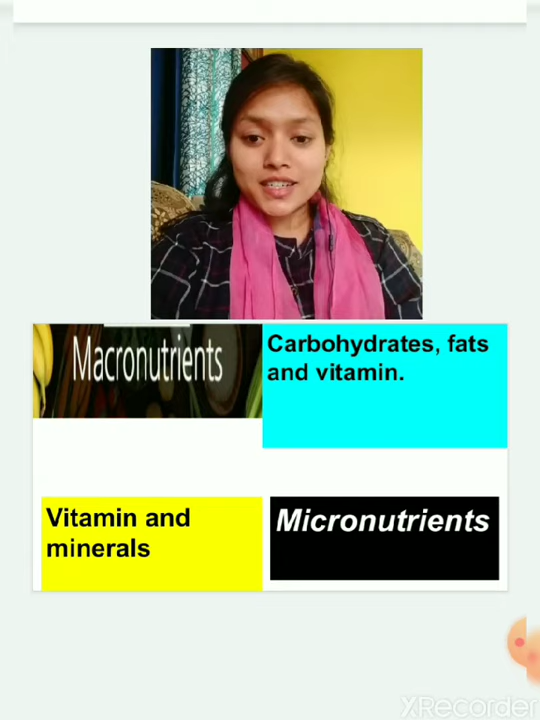 Macronutrients
Carbohydrates, fats
and vitamin.
Vitamin and
minerals
Micronutrients
XRecorder